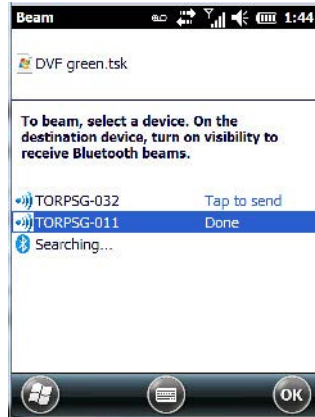 Beam 1:44
DVF green.tsk
To beam, select a device. On the
destination device, turn on visibility to
receive Bluetooth beams.
TORPSG-032 Tap to send
TORPSG-011 Done
Searching...
OK